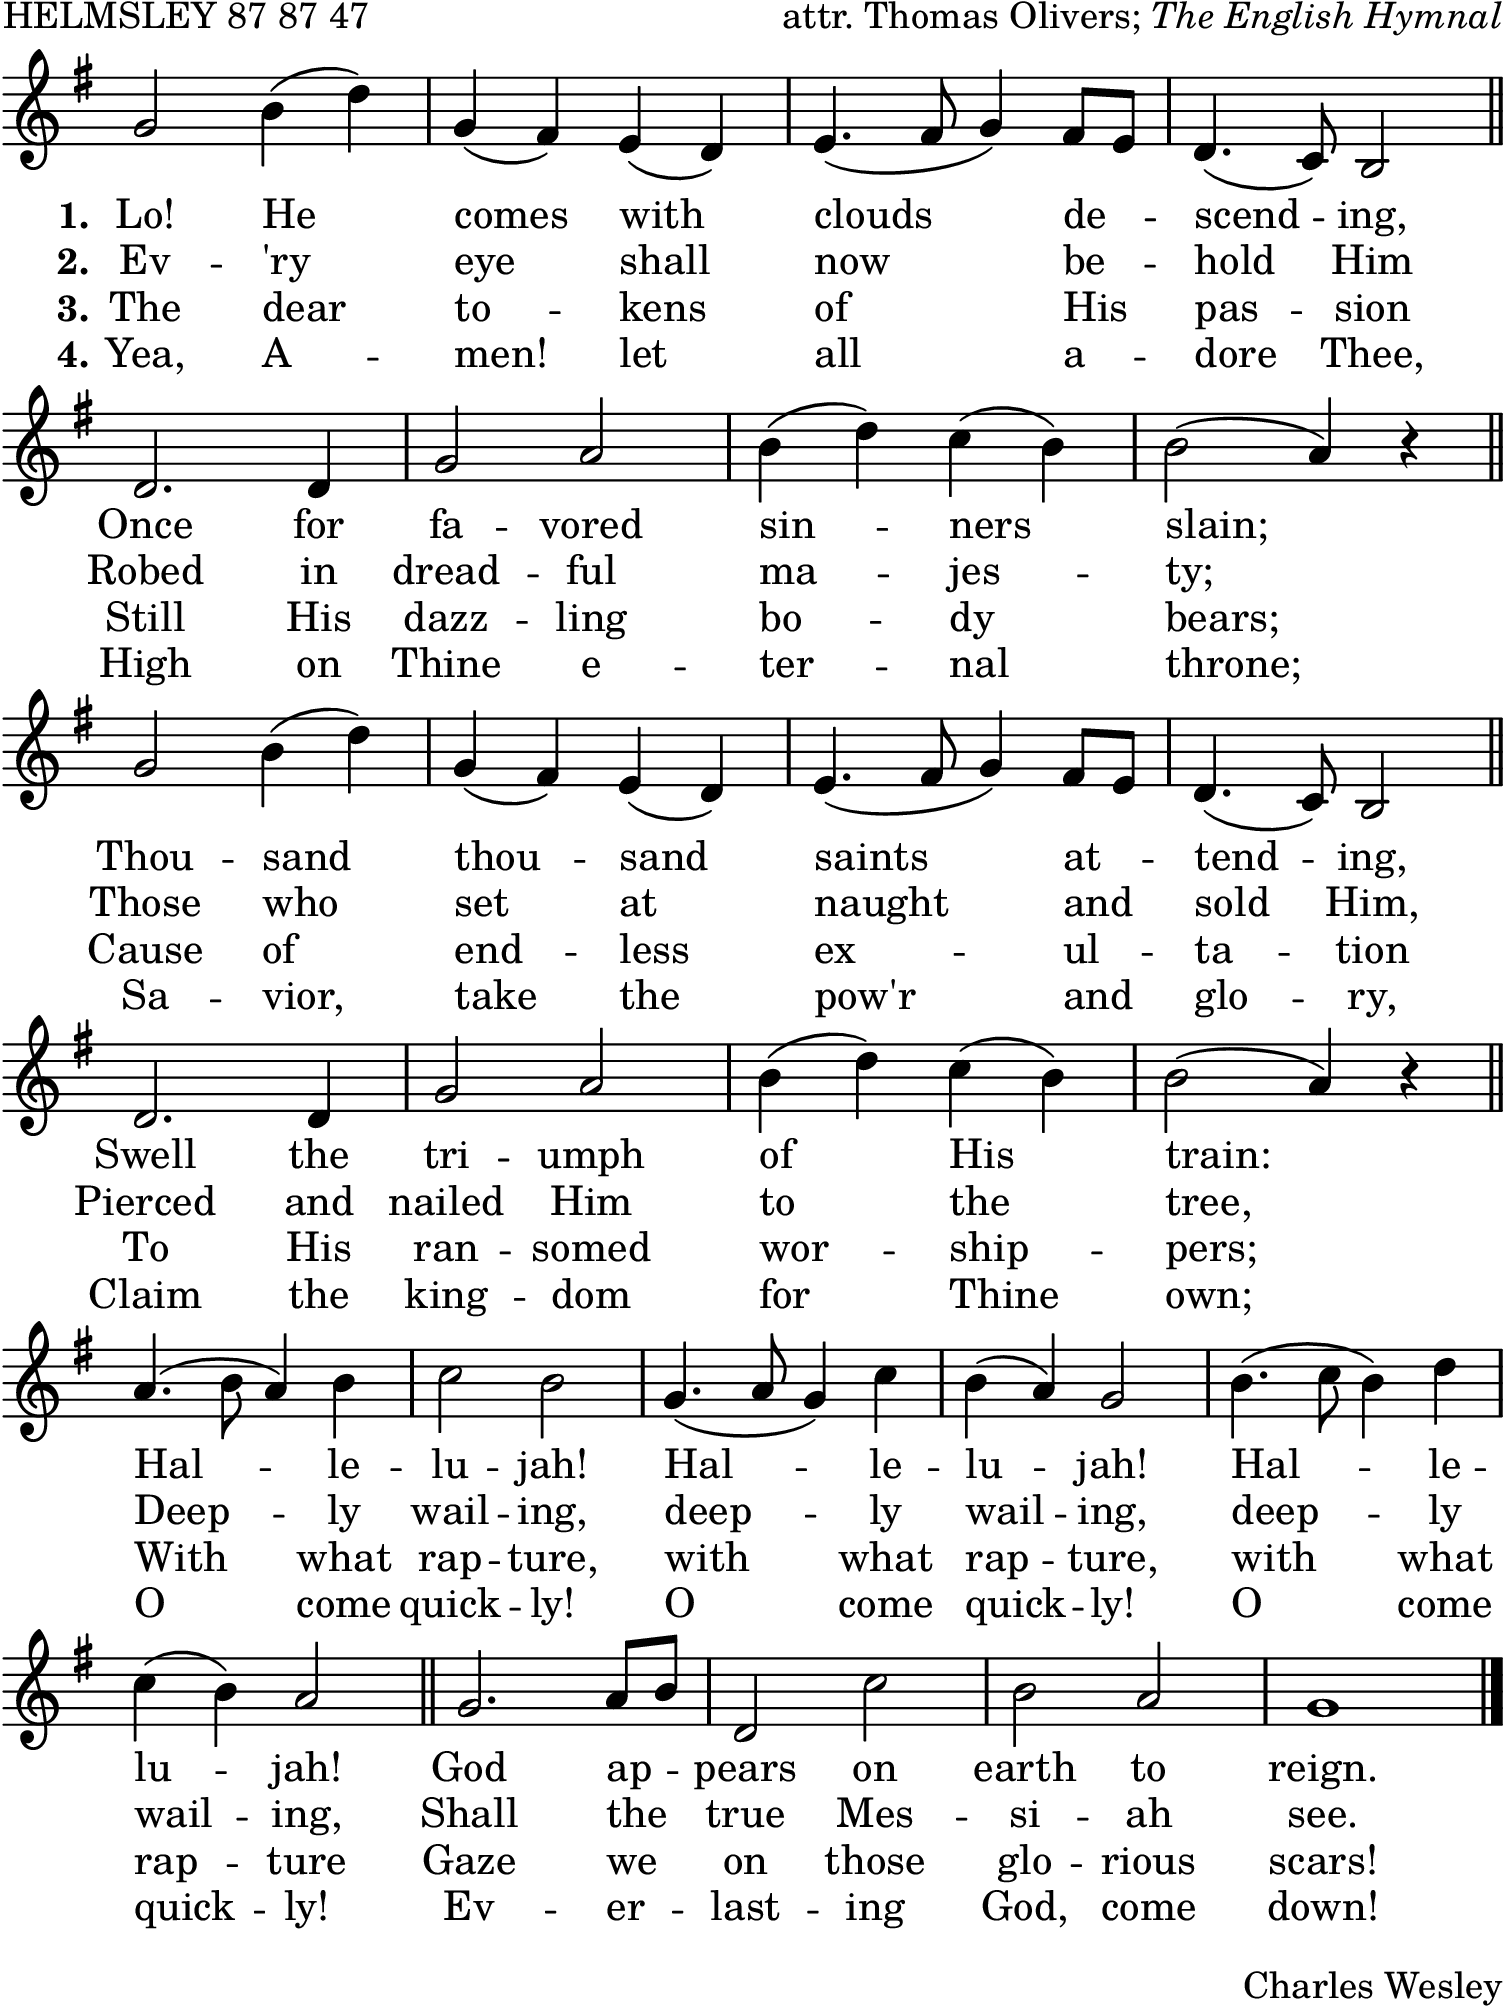 HELMSLEY 87 87 47 attr. Thomas Olivers; The English Hymnal
1. Lo! He comes with clouds de -- scend -- ing,
2. Ev -- 'ry eye shall now be -- hold Him
3. The dear to -- kens of His pas -- sion
4. Yea, A -- men! let all a -- dore Thee,
Once for fa -- vored sin -- ners slain;
Robed in dread -- ful ma -- jes -- ty;
Still His dazz -- ling bo -- dy bears;
High on Thine e -- ter -- nal throne;
Thou -- sand thou -- sand saints at -- tend -- ing,
Those who set at naught and sold Him,
Cause of end -- less ex -- ul -- ta -- tion
Sa -- vior, take the pow'r and glo -- ry,
Swell the tri -- umph of His train:
Pierced and nailed Him to the tree,
To His ran -- somed wor -- ship -- pers;
Claim the king -- dom for Thine own;
Hal -- le -- lu -- jah! Hal -- le -- lu -- jah! Hal -- le --
Deep -- ly wail -- ing, deep -- ly wail -- ing, deep -- ly
With what rap -- ture, with what rap -- ture, with what
O come quick -- ly! O come quick -- ly! O come
lu -- jah! God ap -- pears on earth to reign.
wail -- ing, Shall the true Mes -- si -- ah see.
rap -- ture Gaze we on those glo -- rious scars!
quick -- ly! Ev -- er -- last -- ing God, come down!
Charles Wesley